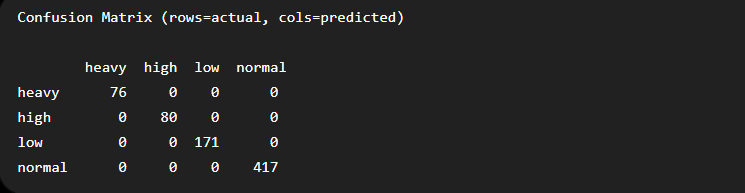 Confusion Matrix (rows=actual, cols=predicted)
heavy high low normal
heavy 76 0 0 0
high 0 80 0 0
low 0 0 171 0
normal 0 0 0 417